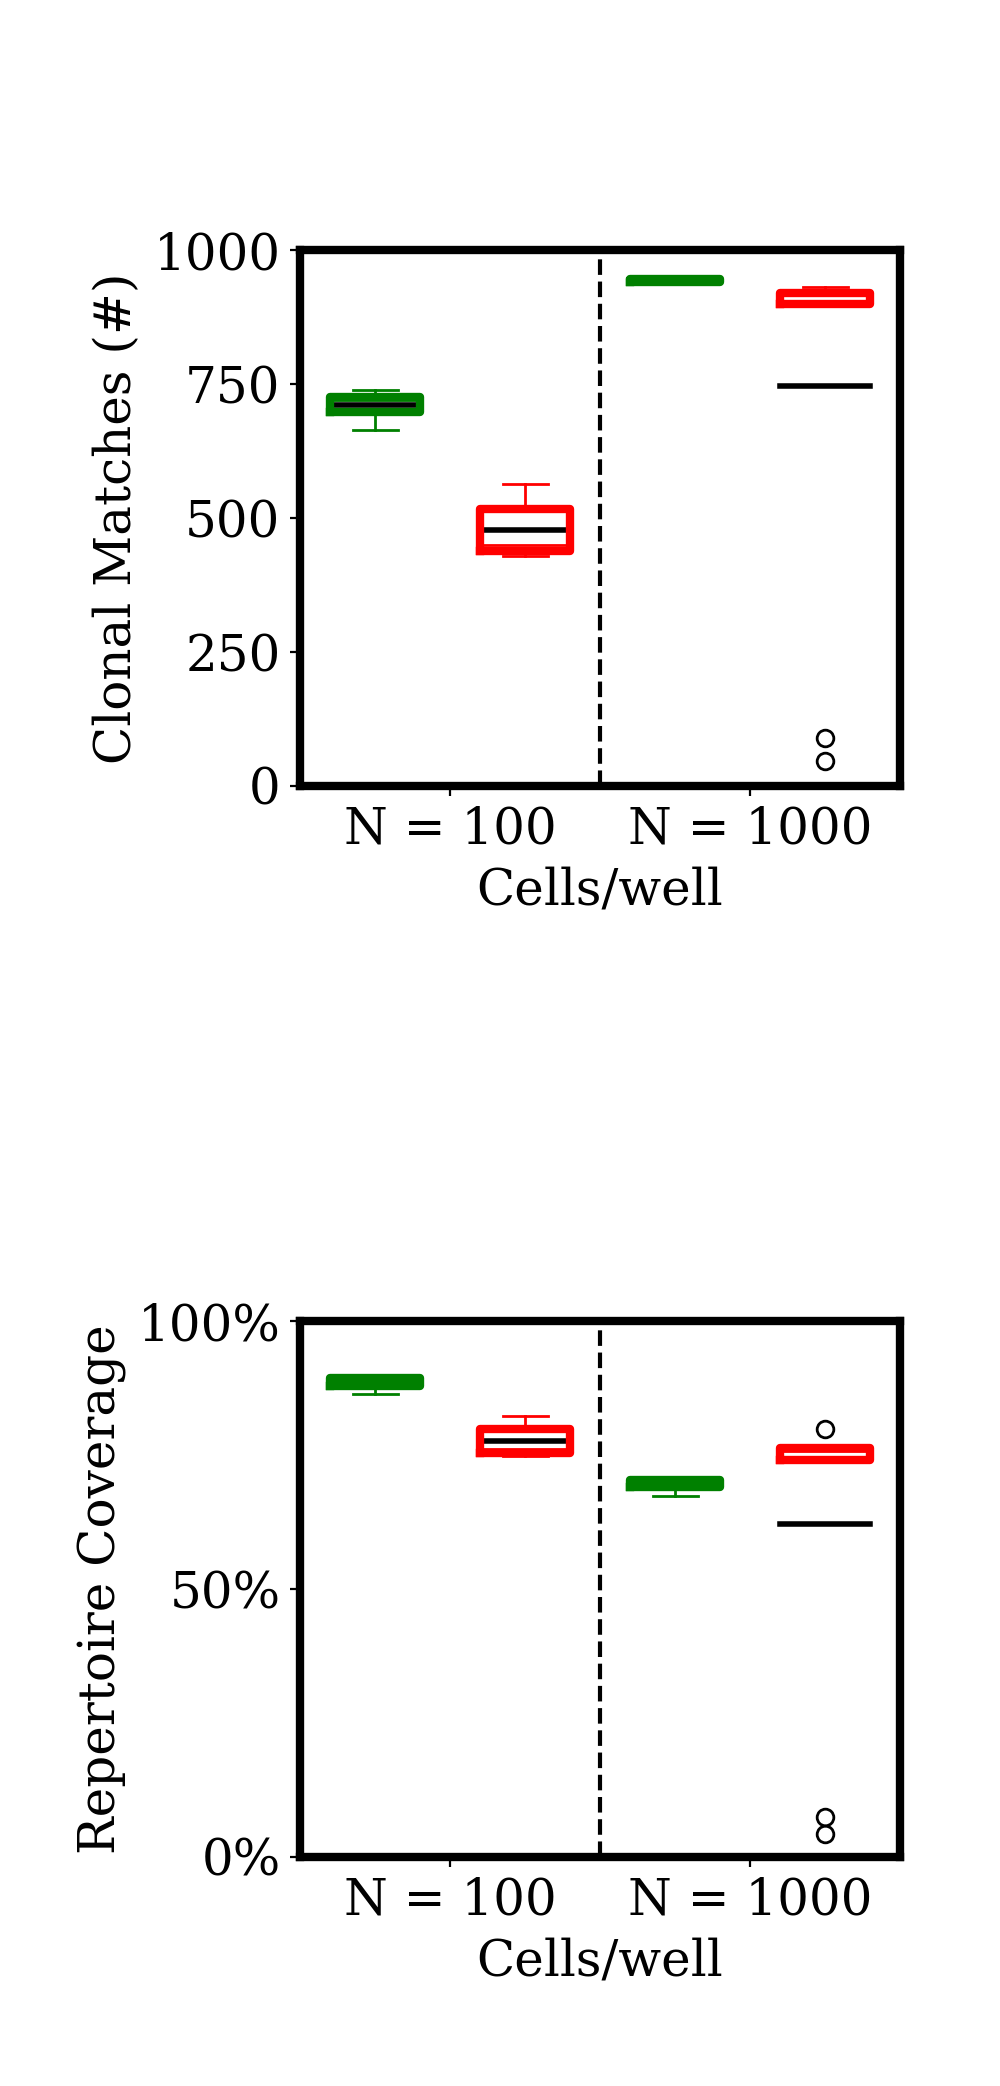 1000
750
500
250
0
Clonal Matches (#)
N = 100
N = 1000
Cells/well
100%
50%
0%
Repertoire Coverage
N = 100
N = 1000
Cells/well